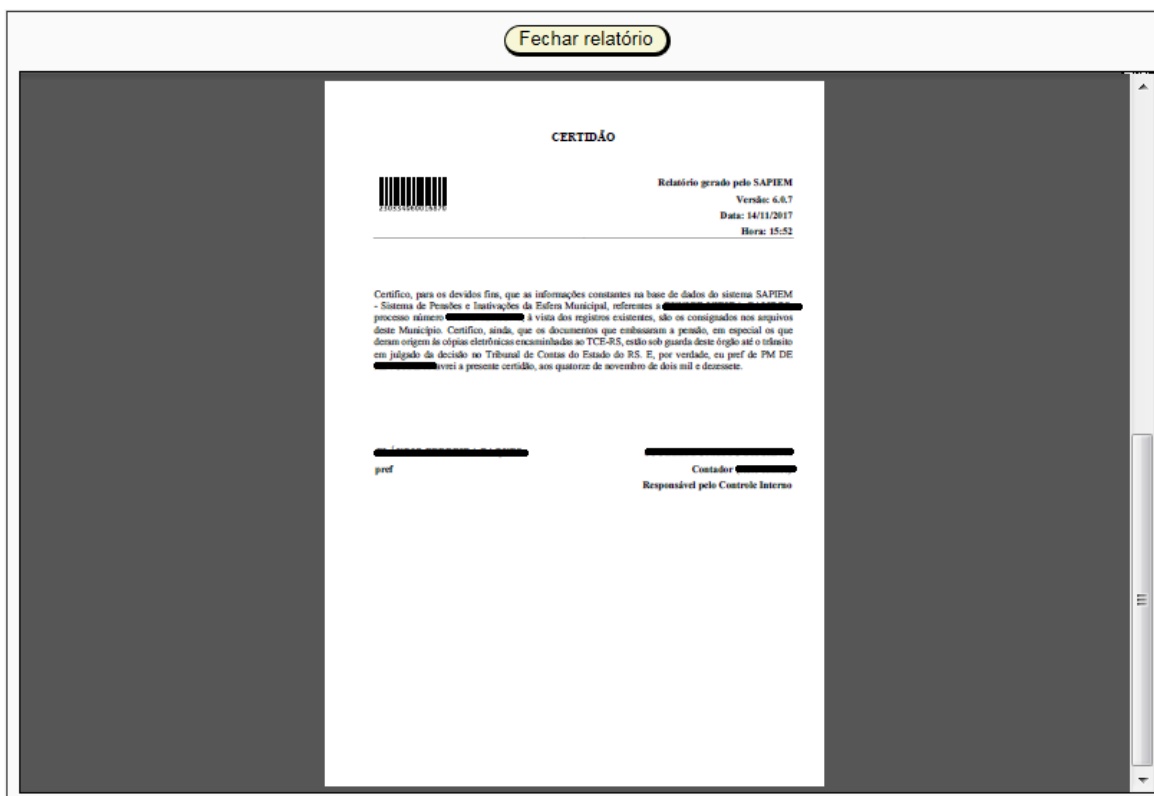 Fechar relatório
CERTIDÃO
Relatório gerado pelo SAPIEM
Versão: 6.0.7
Data: 14/11/2017
Hora: 15:52
Certifico, para os devidos fins, que as informações constantes na base de dados do sistema SAPIEM
- Sistema de Pensões e Inativações da Esfera Municipal, referentes a
processo número , à vista dos registros existentes, são os consignados nos arquivos
deste Município. Certifico, ainda, que os documentos que embasaram a pensão, em especial os que
deram origem às cópias eletrônicas encaminhadas ao TCE-RS, estão sob guarda deste órgão até o trânsito
em julgado da decisão no Tribunal de Contas do Estado do RS. E, por verdade, eu pref de PM DE
avrei a presente certidão, aos quatorze de novembro de dois mil e dezessete.
pref
Contador
Responsável pelo Controle Interno